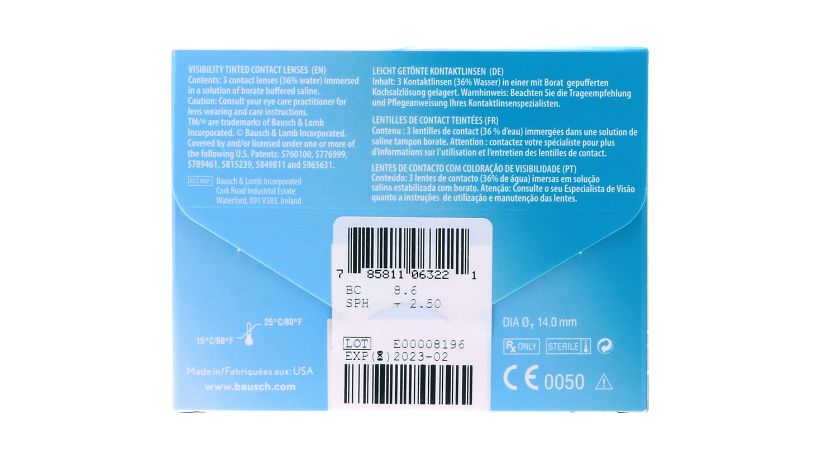 VISIBILITY TINTED CONTACT LENSES (EN)
Contents: 3 contact lenses (36% water) immersed
in a solution of borate buffered saline.
Caution: Consult your eye care practitioner for
lens wearing and care instructions.
TM/® are trademarks of Bausch & Lomb
Incorporated. © Bausch & Lomb Incorporated.
Covered by and/or licensed under one or more of
the following U.S. Patents: 5760100, 5776999,
5789461, 5815239, 5849811 and 5965631.
EC REP Bausch & Lomb Incorporated
Cork Road Industrial Estate
Waterford, X91 V383, Ireland
LEICHT GETÖNTE KONTAKTLINSEN (DE)
Inhalt: 3 Kontaktlinsen (36% Wasser) in einer mit Borat gepufferten
Kochsalzlösung gelagert. Warnhinweis: Beachten Sie die Trageempfehlung
und Pflegeanweisung Ihres Kontaktlinsenspezialisten.
LENTILLES DE CONTACT TEINTÉES (FR)
Contenu : 3 lentilles de contact (36 % d'eau) immergées dans une solution de
saline tampon borate. Attention : contactez votre spécialiste pour plus
d'informations sur l'utilisation et l'entretien des lentilles de contact.
LENTES DE CONTACTO COM COLORAÇÃO DE VISIBILIDADE (PT)
Conteúdo: 3 lentes de contacto (36% de água) imersas em solução
salina estabilizada com borato. Atenção: Consulte o seu Especialista de Visão
quanto a instruções de utilização e manutenção das lentes.
7 85811 06322 1
BC 8.6
SPH + 2.50
LOT E00008196
EXP 2023-02
25°C/80°F
15°C/60°F
Made in/Fabriquées aux: USA
www.bausch.com
DIA ØT 14.0 mm
Rx ONLY STERILE
CE 0050